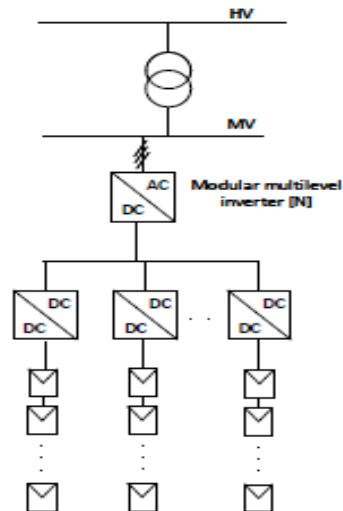 HV
MV
AC
DC
Modular multilevel
inverter [N]
DC
DC
DC
DC
. .
DC
DC